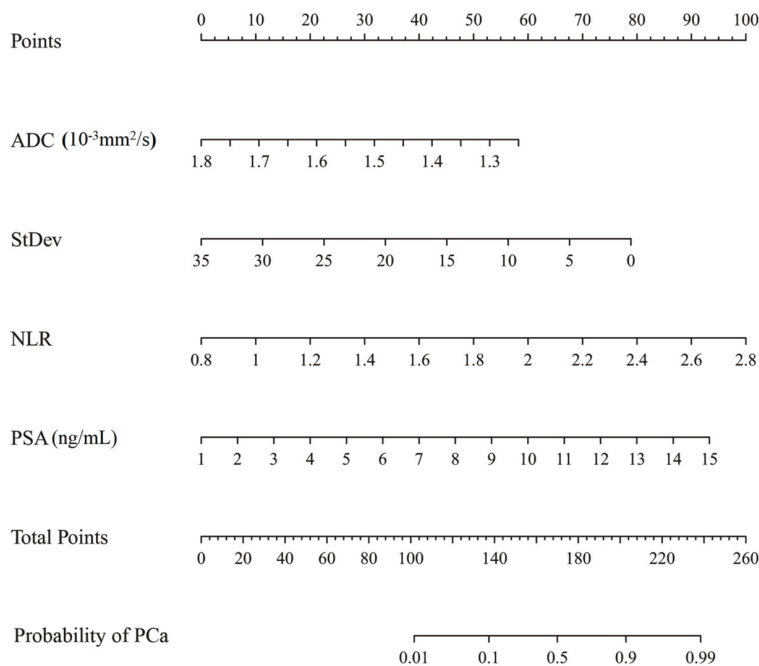 0 10 20 30 40 50 60 70 80 90 100
Points
ADC (10⁻³mm²/s)
1.8 1.7 1.6 1.5 1.4 1.3
StDev
35 30 25 20 15 10 5 0
NLR
0.8 1 1.2 1.4 1.6 1.8 2 2.2 2.4 2.6 2.8
PSA (ng/mL)
1 2 3 4 5 6 7 8 9 10 11 12 13 14 15
Total Points
0 20 40 60 80 100 140 180 220 260
Probability of PCa
0.01 0.1 0.5 0.9 0.99